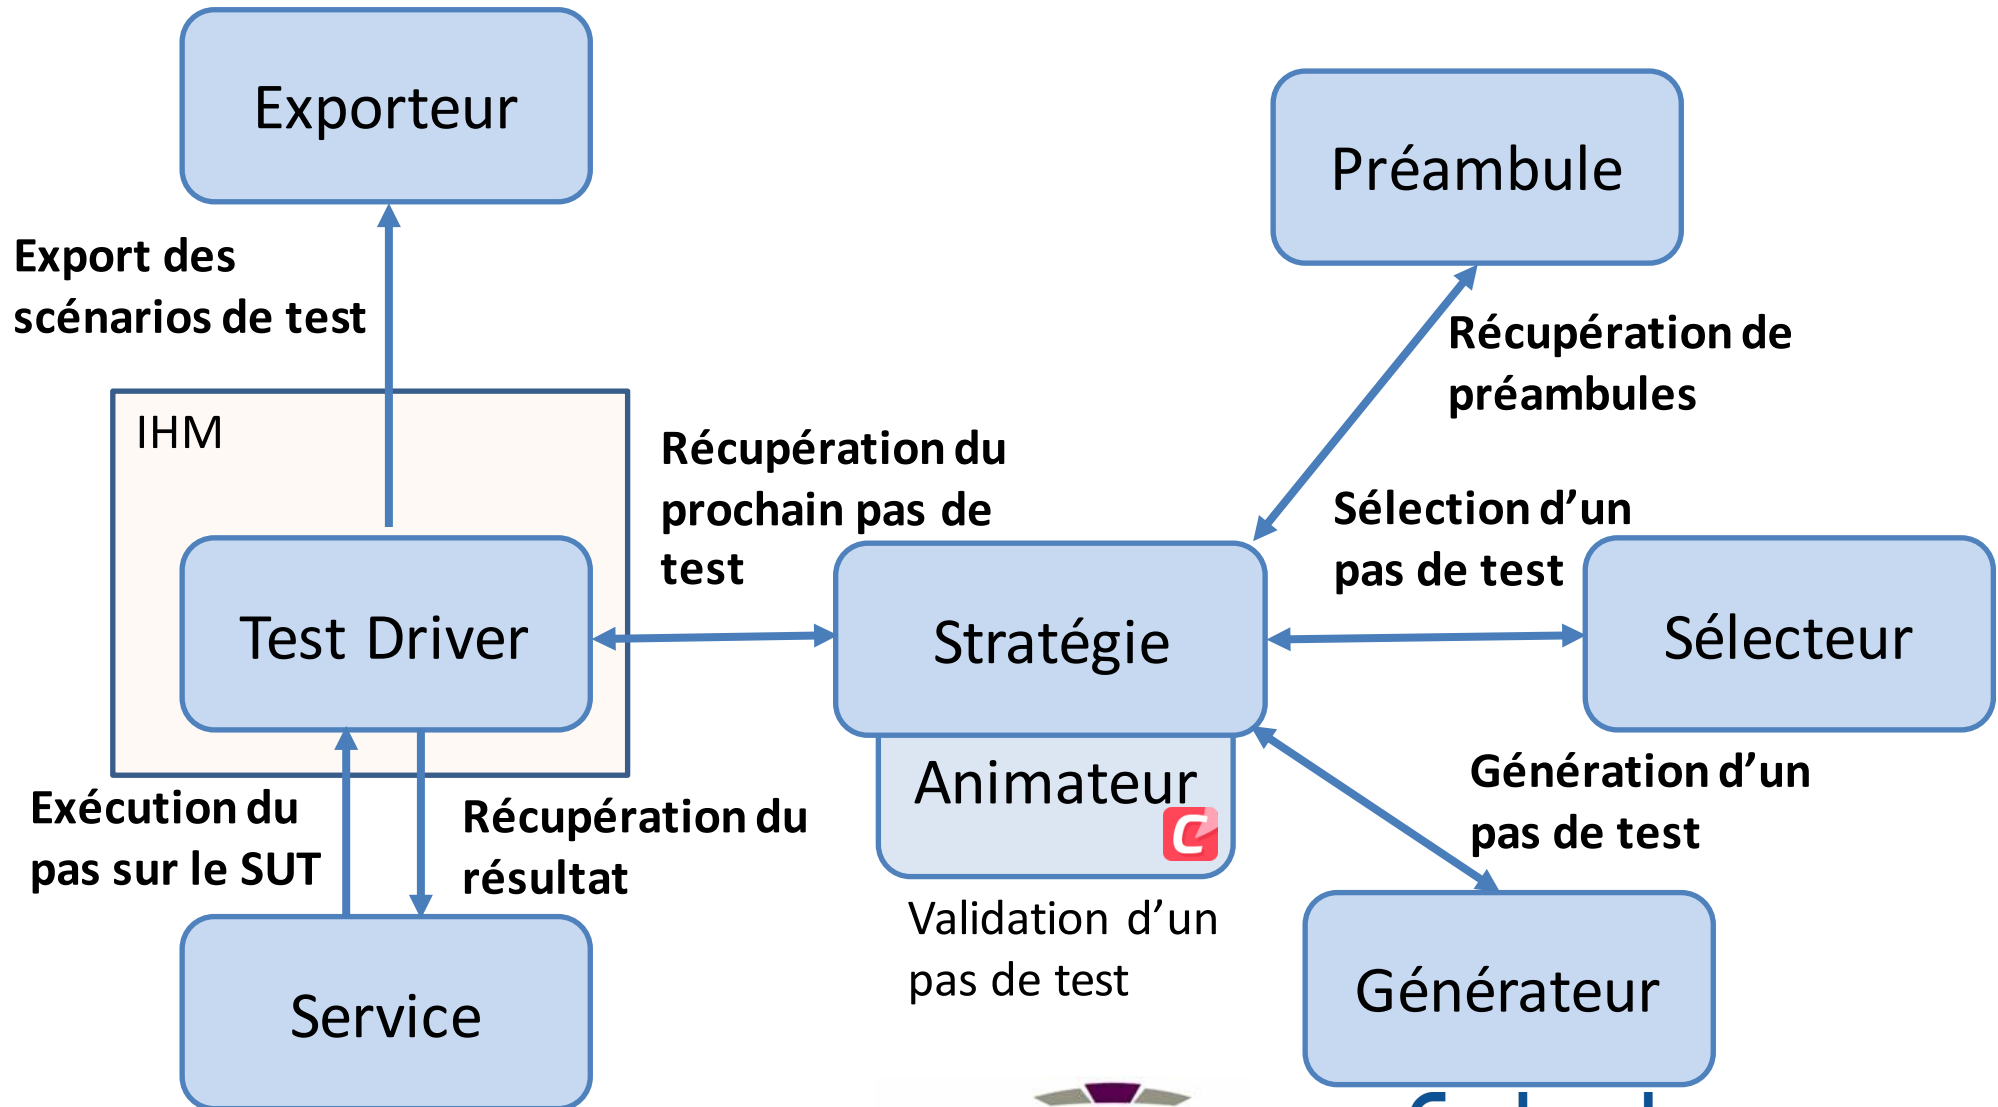 Exporteur
Préambule
Export des
scénarios de test
Récupération de
préambules
IHM
Récupération du
prochain pas de
test
Sélection d’un
pas de test
Test Driver
Stratégie
Sélecteur
Animateur
Exécution du
pas sur le SUT
Récupération du
résultat
Génération d’un
pas de test
Validation d’un
pas de test
Service
Générateur